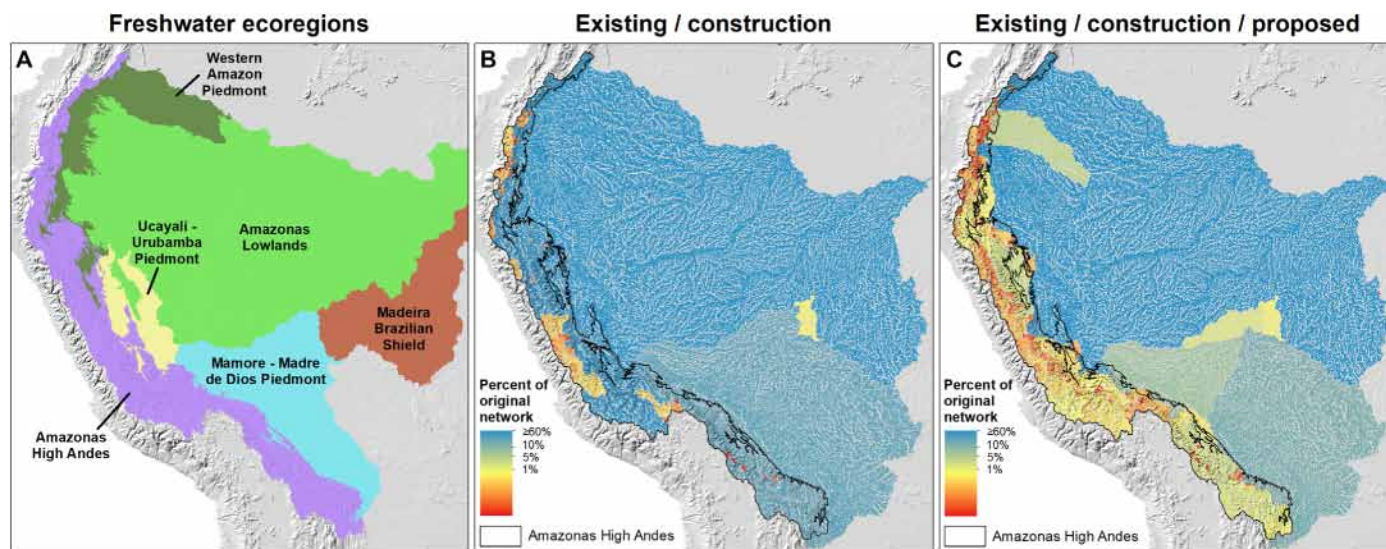 Freshwater ecoregions
Existing / construction
Existing / construction / proposed
A
Western
Amazon
Piedmont
Ucayali -
Urubamba
Piedmont
Amazonas
Lowlands
Madeira
Brazilian
Shield
Mamore - Madre
de Dios Piedmont
Amazonas
High Andes
B
Percent of
original
network
≥60%
10%
5%
1%
Amazonas High Andes
C
Percent of
original
network
≥60%
10%
5%
1%
Amazonas High Andes